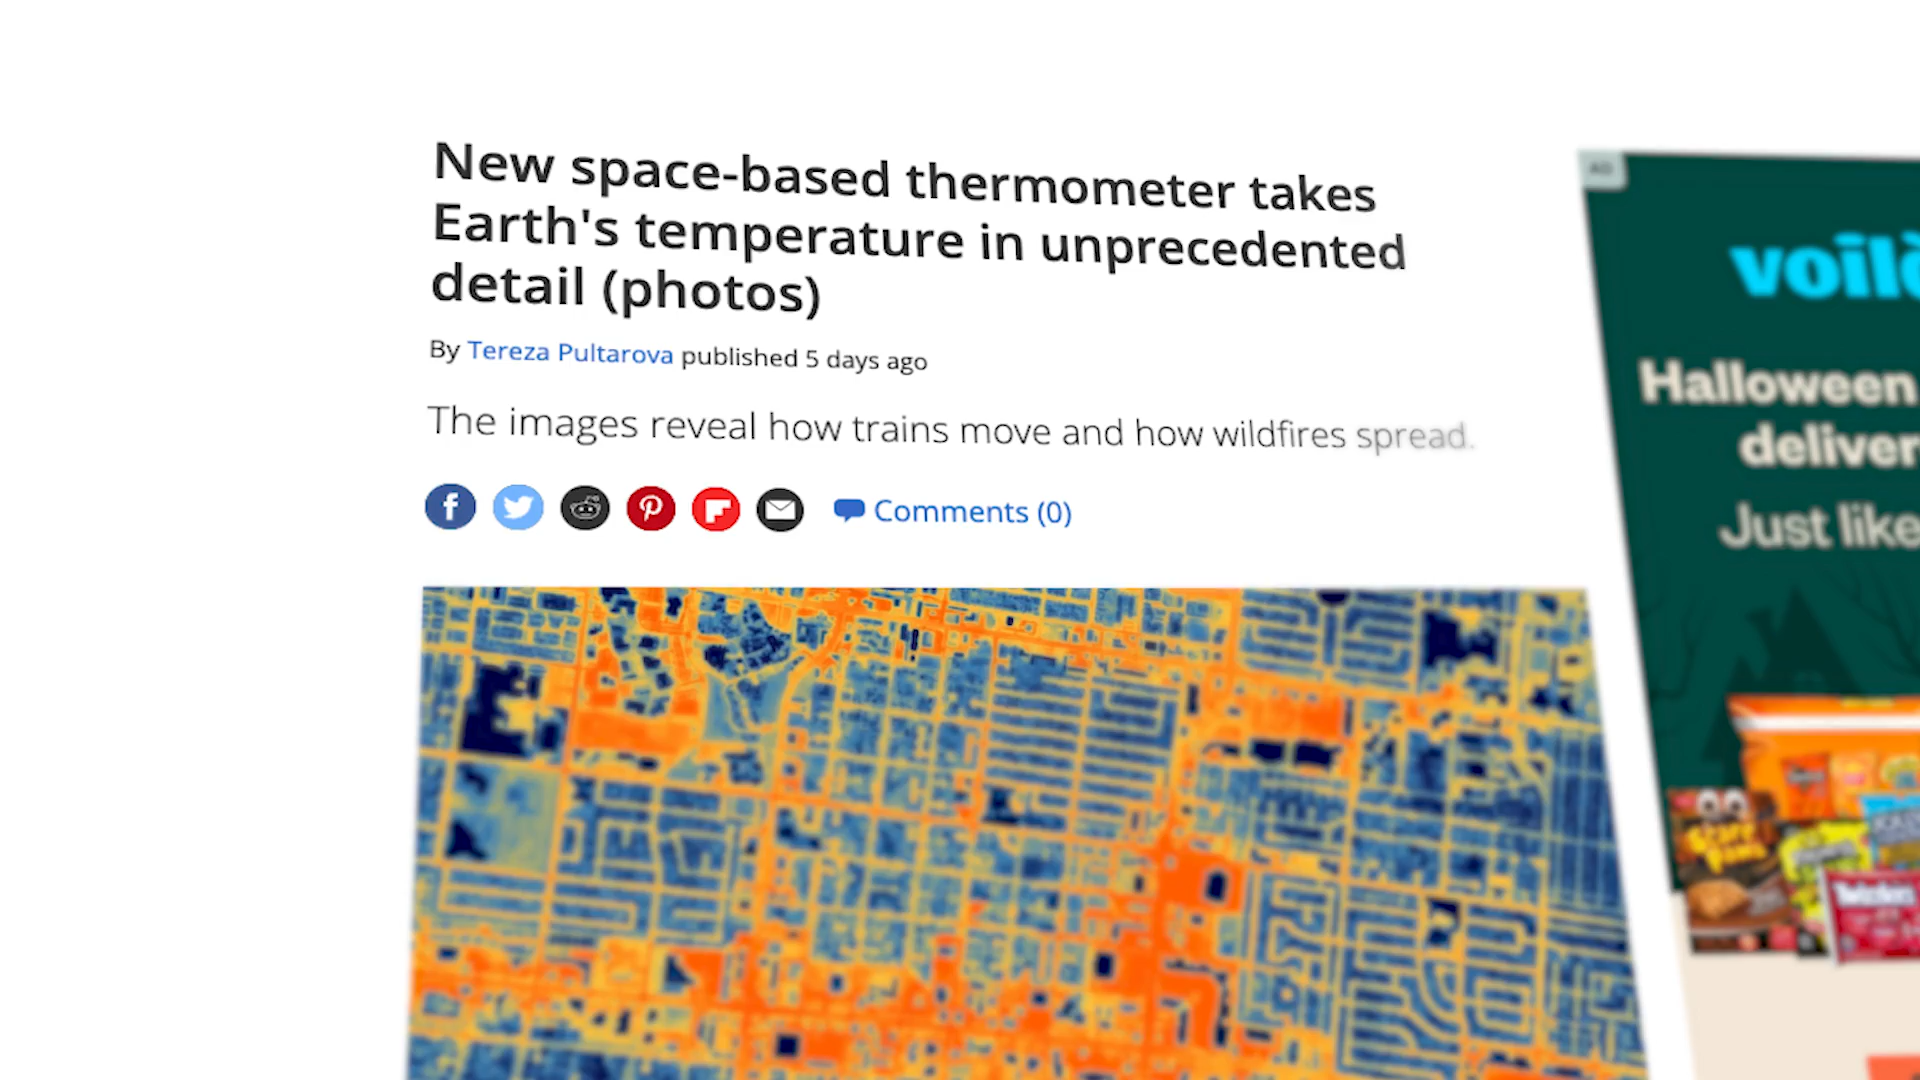 New space-based thermometer takes
Earth's temperature in unprecedented
detail (photos)
By Tereza Pultarova published 5 days ago
The images reveal how trains move and how wildfires spread.
Comments (0)
AD
Halloween
deliver
Just like